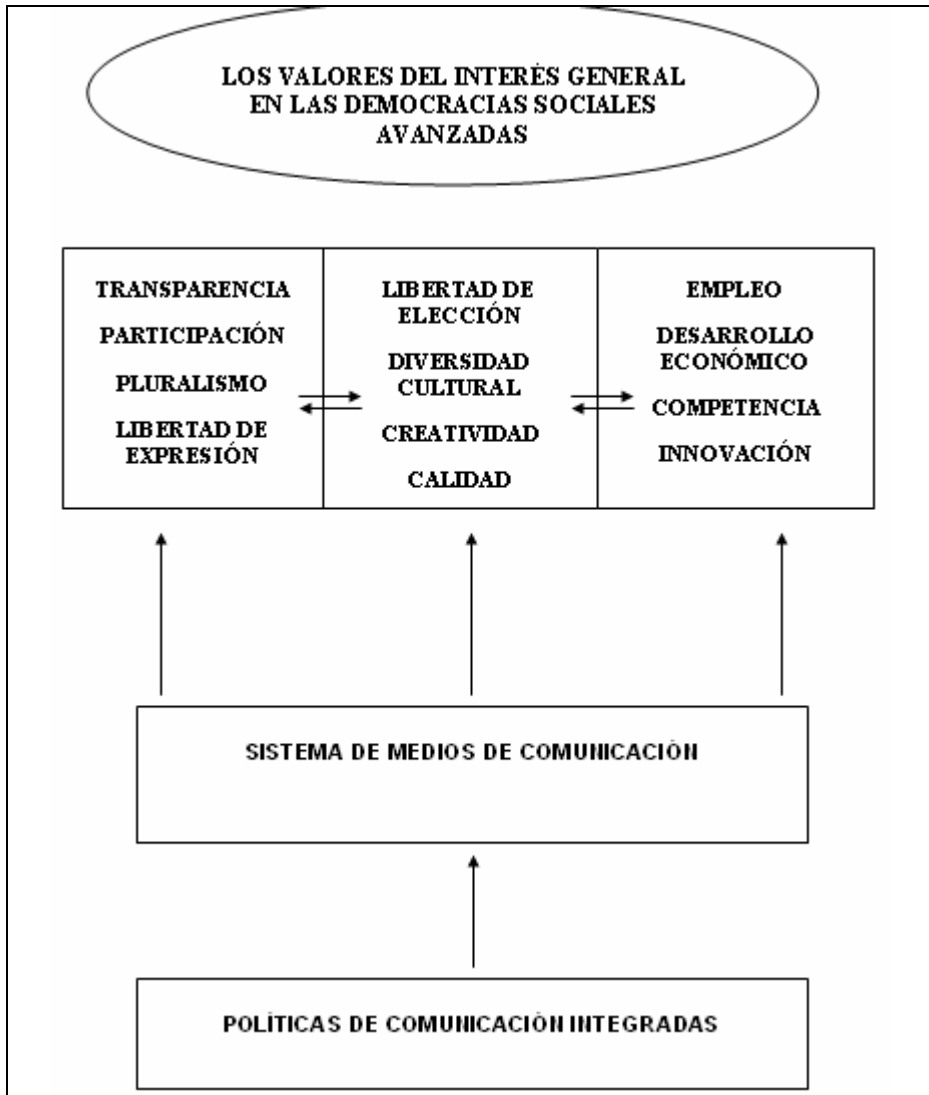 LOS VALORES DEL INTERÉS GENERAL
EN LAS DEMOCRACIAS SOCIALES
AVANZADAS
TRANSPARENCIA
PARTICIPACIÓN
PLURALISMO
LIBERTAD DE
EXPRESIÓN
LIBERTAD DE
ELECCIÓN
DIVERSIDAD
CULTURAL
CREATIVIDAD
CALIDAD
EMPLEO
DESARROLLO
ECONÓMICO
COMPETENCIA
INNOVACIÓN
SISTEMA DE MEDIOS DE COMUNICACIÓN
POLÍTICAS DE COMUNICACIÓN INTEGRADAS